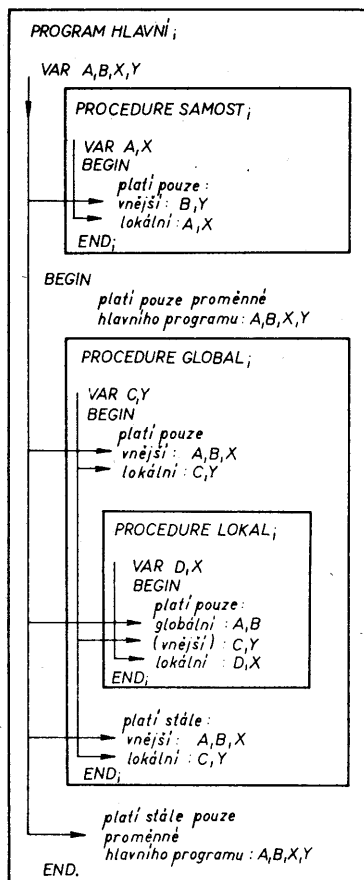 PROGRAM HLAVNÍ;
VAR A,B,X,Y
PROCEDURE SAMOST;
VAR A,X
BEGIN
platí pouze:
vnější: B,Y
lokální: A,X
END;
BEGIN
platí pouze proměnné
hlavního programu: A,B,X,Y
PROCEDURE GLOBAL;
VAR C,Y
BEGIN
platí pouze
vnější: A,B,X
lokální: C,Y
PROCEDURE LOKAL;
VAR D,X
BEGIN
platí pouze:
globální: A,B
(vnější): C,Y
lokální: D,X
END;
platí stále:
vnější: A,B,X
lokální: C,Y
END;
platí stále pouze
proměnné
hlavního programu: A,B,X,Y
END.